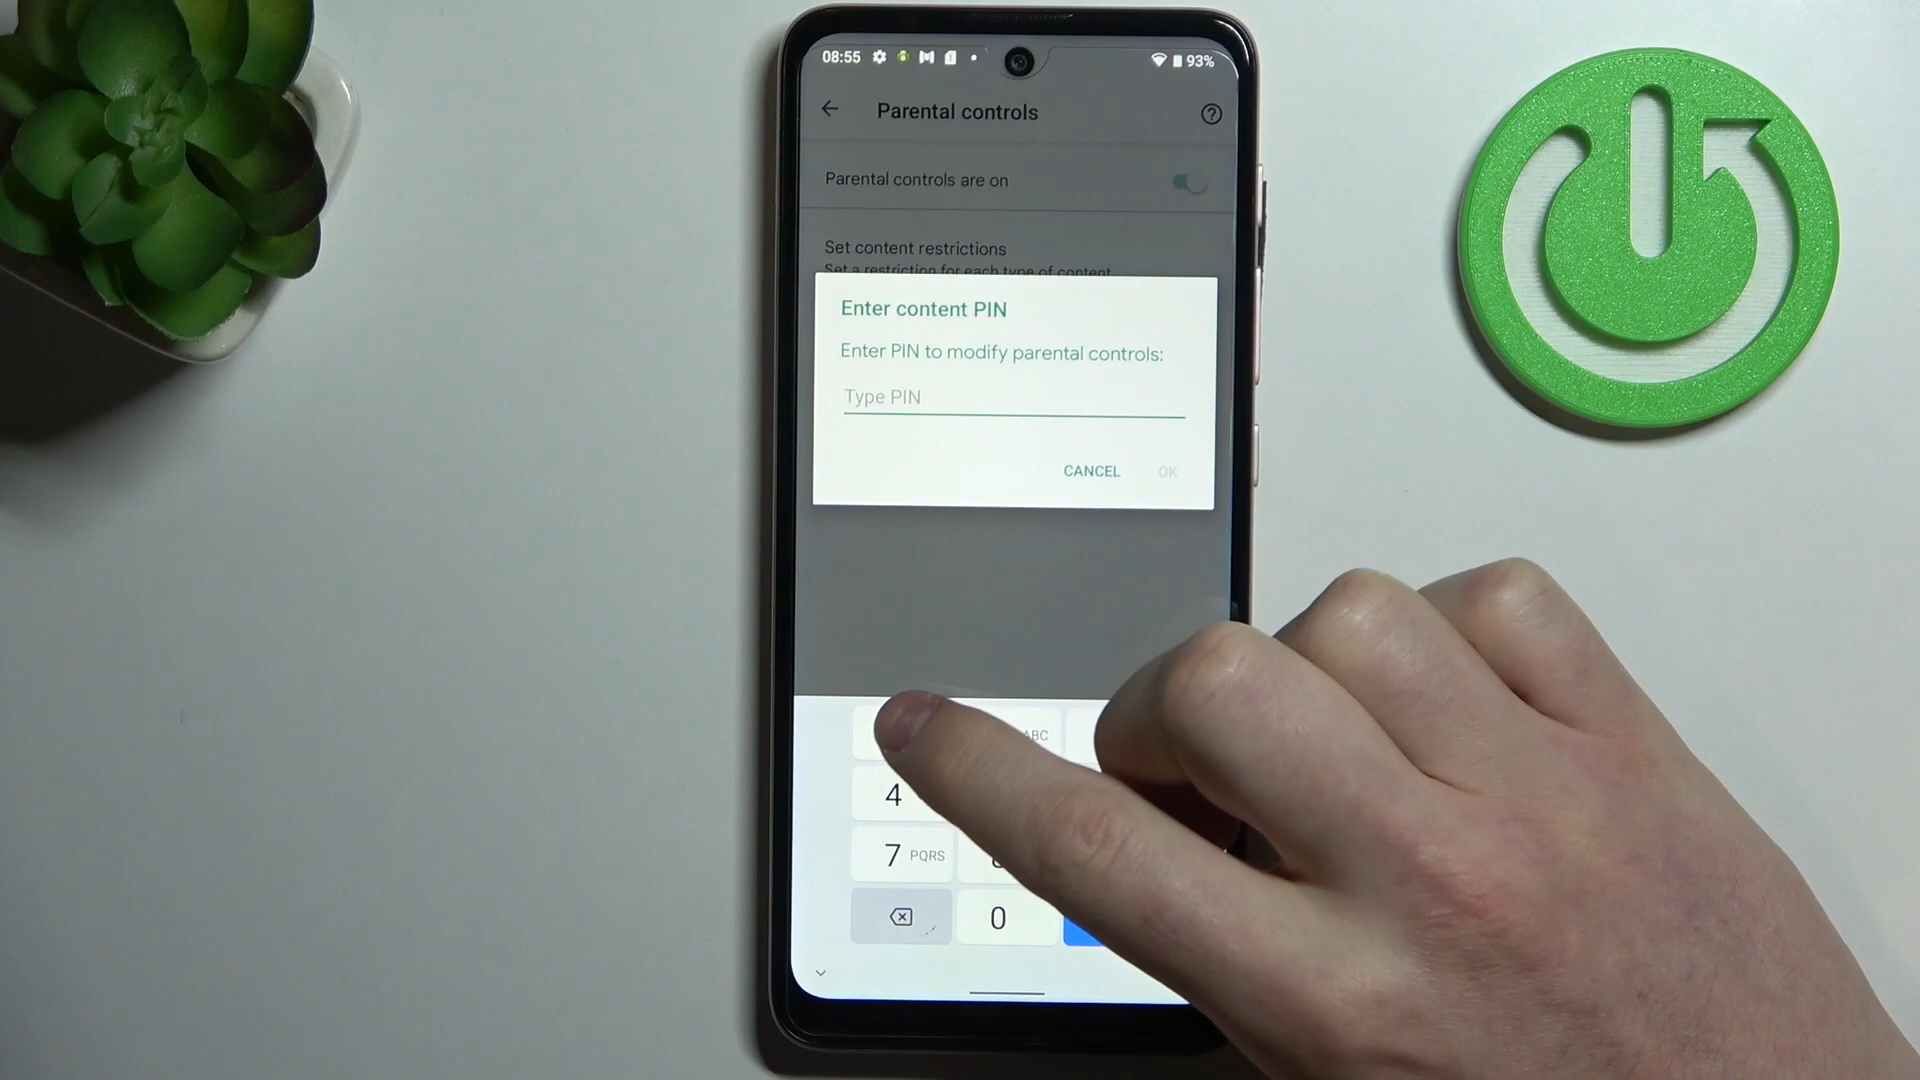 08:55 93%
Parental controls
Parental controls are on
Set content restrictions
Set a restriction for each type of content
Enter content PIN
Enter PIN to modify parental controls:
Type PIN
CANCEL OK
ABC
4
7 PQRS
0